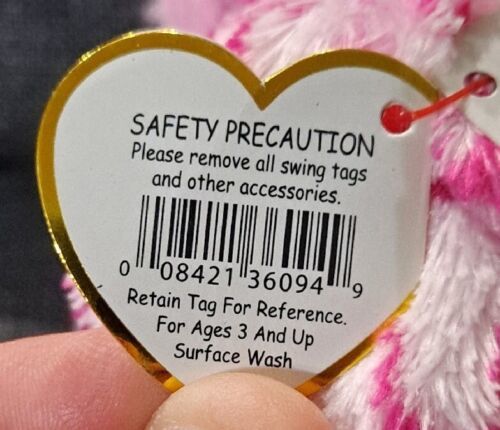 SAFETY PRECAUTION
Please remove all swing tags
and other accessories.
0 08421 36094 9
Retain Tag For Reference.
For Ages 3 And Up
Surface Wash